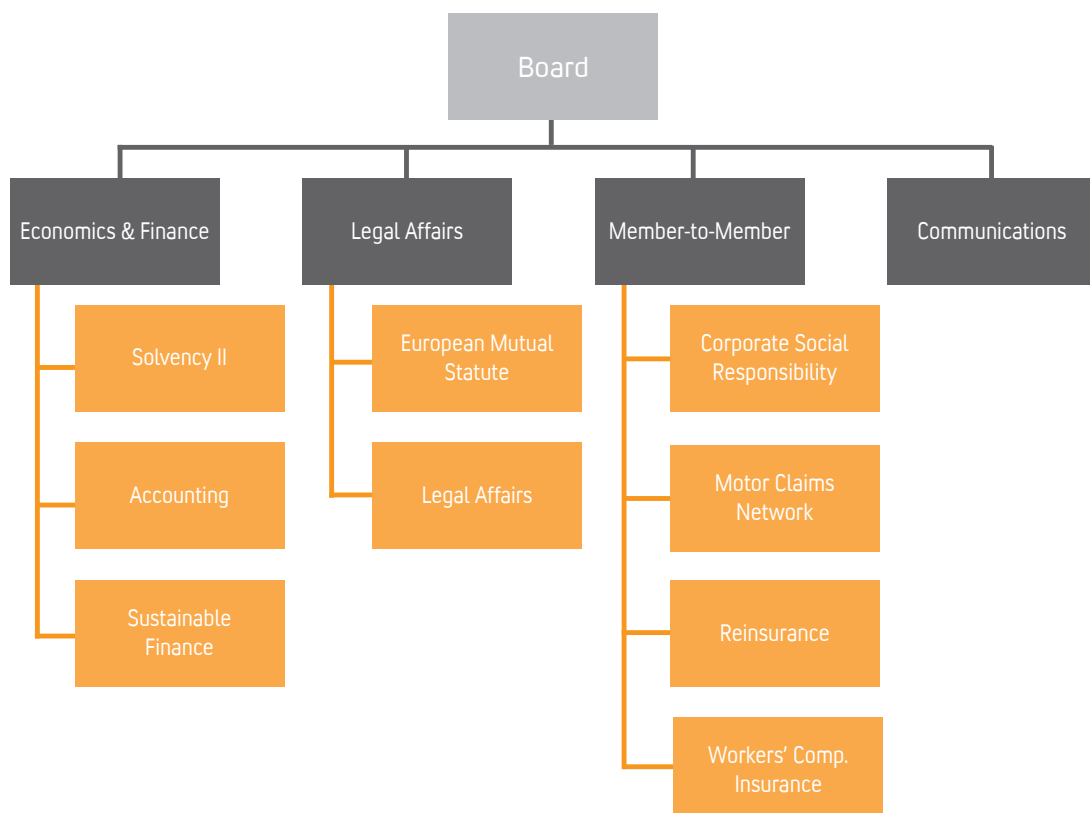 Board
Economics & Finance
Legal Affairs
Member-to-Member
Communications
Solvency II
Accounting
Sustainable
Finance
European Mutual
Statute
Legal Affairs
Corporate Social
Responsibility
Motor Claims
Network
Reinsurance
Workers’ Comp.
Insurance